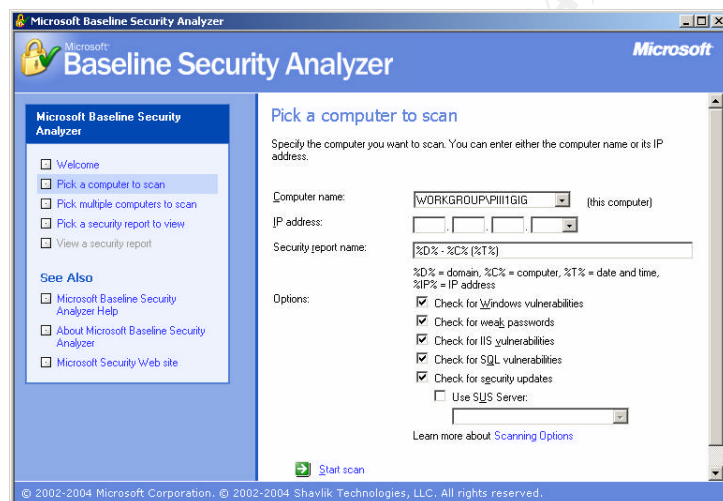 Microsoft Baseline Security Analyzer
Microsoft
Baseline Security Analyzer
Microsoft
Microsoft Baseline Security
Analyzer
Welcome
Pick a computer to scan
Pick multiple computers to scan
Pick a security report to view
View a security report
See Also
Microsoft Baseline Security
Analyzer Help
About Microsoft Baseline Security
Analyzer
Microsoft Security Web site
Pick a computer to scan
Specify the computer you want to scan. You can enter either the computer name or its IP
address.
Computer name:
WORKGROUP\PIII1GIG
(this computer)
IP address:
. . .
Security report name:
%D% - %C% (%T%)
%D% = domain, %C% = computer, %T% = date and time,
%IP% = IP address
Options:
Check for Windows vulnerabilities
Check for weak passwords
Check for IIS vulnerabilities
Check for SQL vulnerabilities
Check for security updates
Use SUS Server:
Learn more about Scanning Options
Start scan
© 2002-2004 Microsoft Corporation. © 2002-2004 Shavlik Technologies, LLC. All rights reserved.